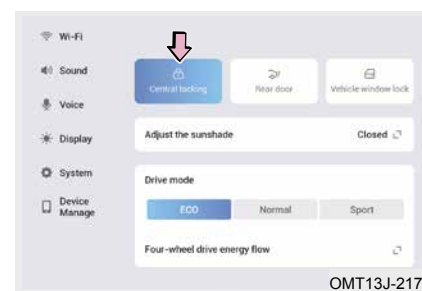 Wi-Fi
Sound
Voice
Display
System
Device
Manage
Central locking
Rear door
Vehicle window lock
Adjust the sunshade
Closed
Drive mode
ECO
Normal
Sport
Four-wheel drive energy flow
OMT13J-217